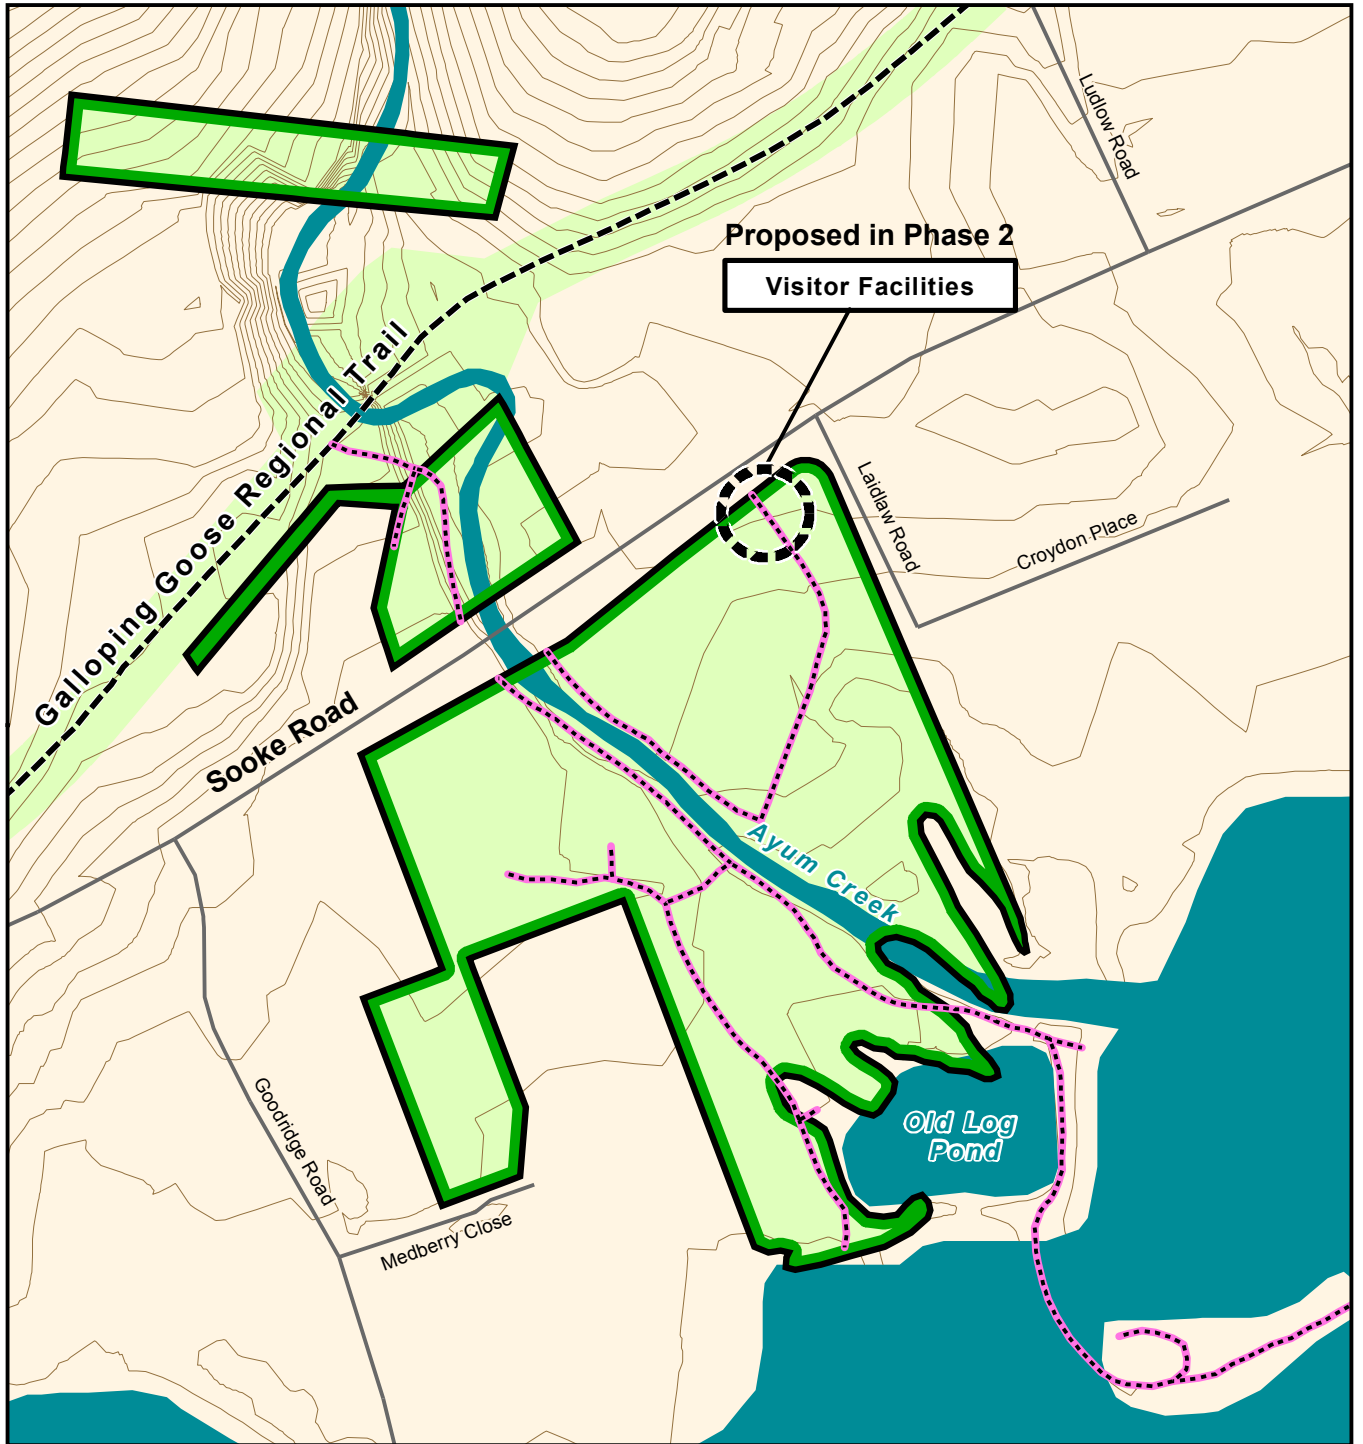 Ludlow Road
Proposed in Phase 2
Visitor Facilities
Galloping Goose Regional Trail
Laidlaw Road
Croydon Place
Sooke Road
Ayum Creek
Old Log
Pond
Goodridge Road
Medberry Close